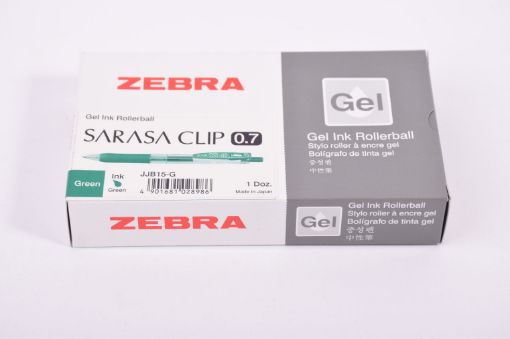 ZEBRA
Gel Ink Rollerball
SARASA CLIP 0.7
Green
Ink
Green
JJB15-G
4 901681 028986
1 Doz.
Made in Japan
Gel
Gel Ink Rollerball
Stylo roller à encre gel
Bolígrafo de tinta gel
중성펜
中性筆
ZEBRA
Gel
Gel Ink Rollerball
Stylo roller à encre gel
Bolígrafo de tinta gel
중성펜
中性筆